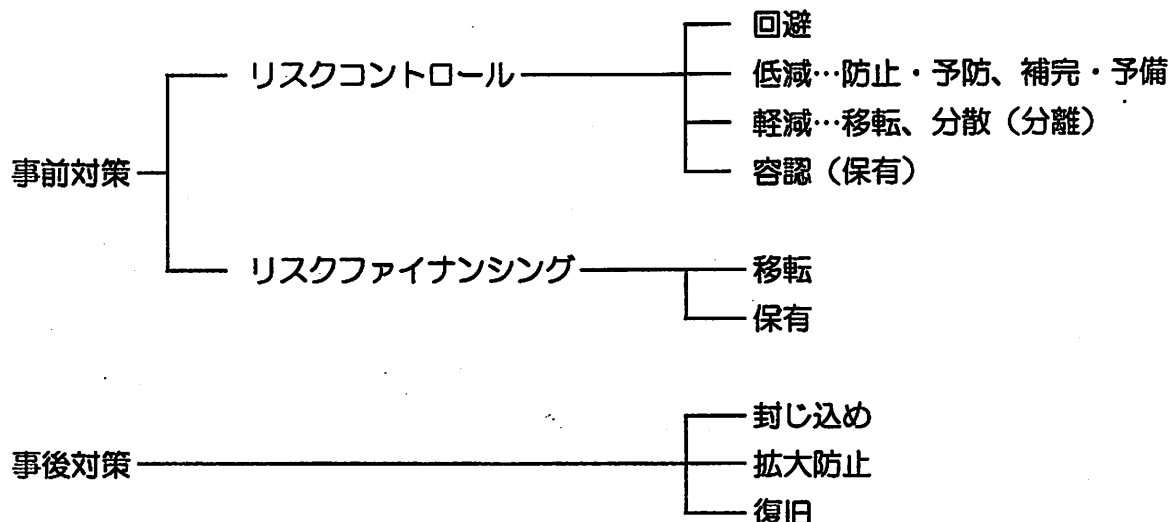 回避
リスクコントロール 低減…防止・予防、補完・予備
軽減…移転、分散（分離）
事前対策 容認（保有）
リスクファイナンシング 移転
保有
封じ込め
事後対策 拡大防止
復旧